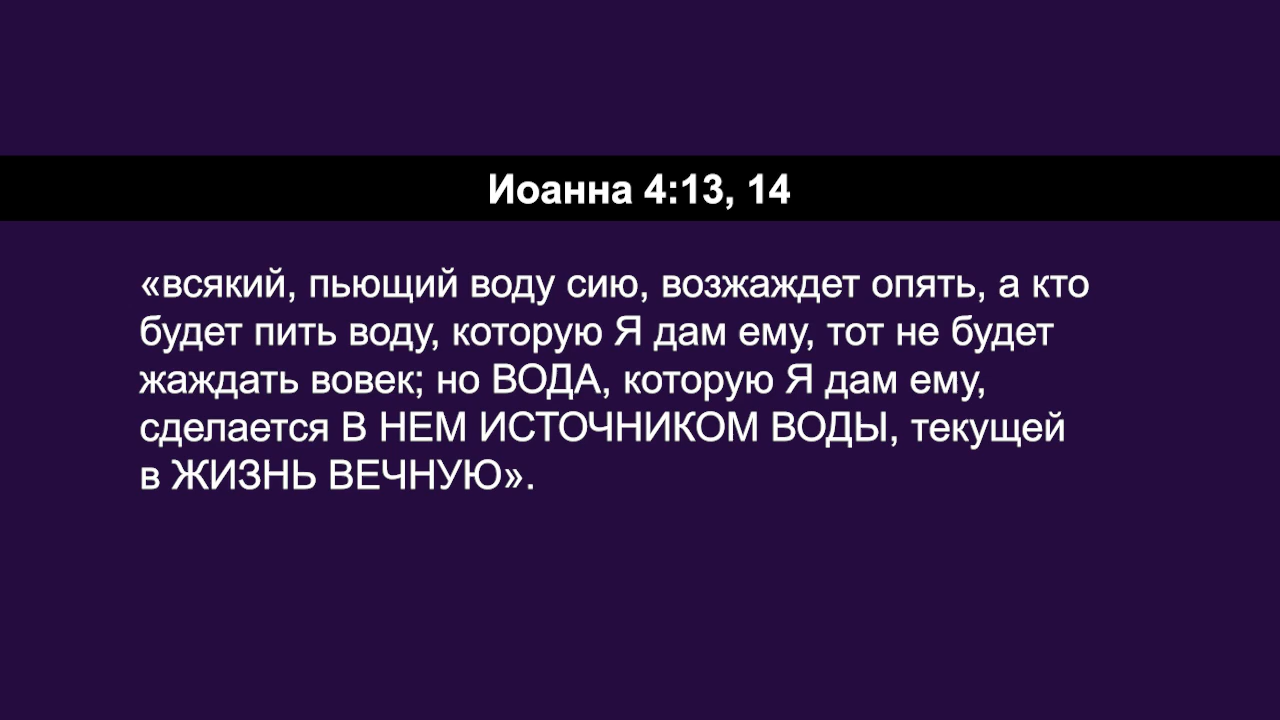 Иоанна 4:13, 14
«всякий, пьющий воду сию, возжаждет опять, а кто
будет пить воду, которую Я дам ему, тот не будет
жаждать вовек; но ВОДА, которую Я дам ему,
сделается В НЕМ ИСТОЧНИКОМ ВОДЫ, текущей
в ЖИЗНЬ ВЕЧНУЮ».